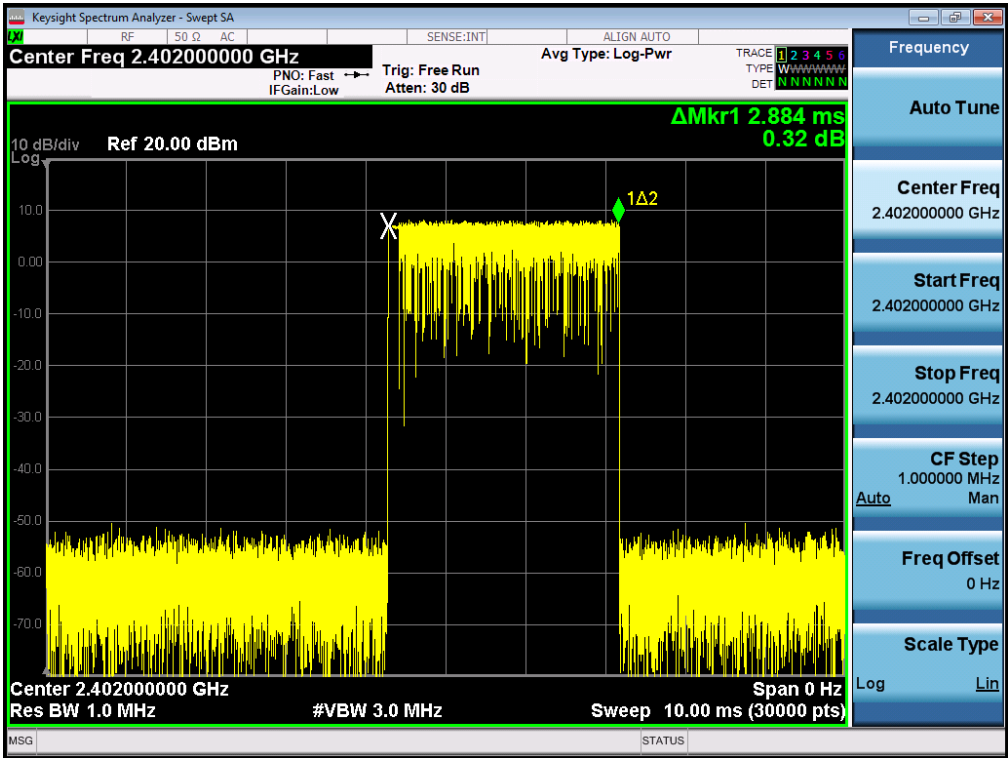 Keysight Spectrum Analyzer - Swept SA
LXI RF 50 Ω AC SENSE:INT ALIGN AUTO
Center Freq 2.402000000 GHz
PNO: Fast
IFGain:Low
Trig: Free Run
Atten: 30 dB
Avg Type: Log-Pwr
TRACE 1 2 3 4 5 6
TYPE WWWWWWW
DET N N N N N N
ΔMkr1 2.884 ms
0.32 dB
10 dB/div Ref 20.00 dBm
Log
10.0
0.00
-10.0
-20.0
-30.0
-40.0
-50.0
-60.0
-70.0
X
1Δ2
Center 2.402000000 GHz Span 0 Hz
Res BW 1.0 MHz #VBW 3.0 MHz Sweep 10.00 ms (30000 pts)
MSG STATUS
Frequency
Auto Tune
Center Freq
2.402000000 GHz
Start Freq
2.402000000 GHz
Stop Freq
2.402000000 GHz
CF Step
1.000000 MHz
Auto Man
Freq Offset
0 Hz
Scale Type
Log Lin